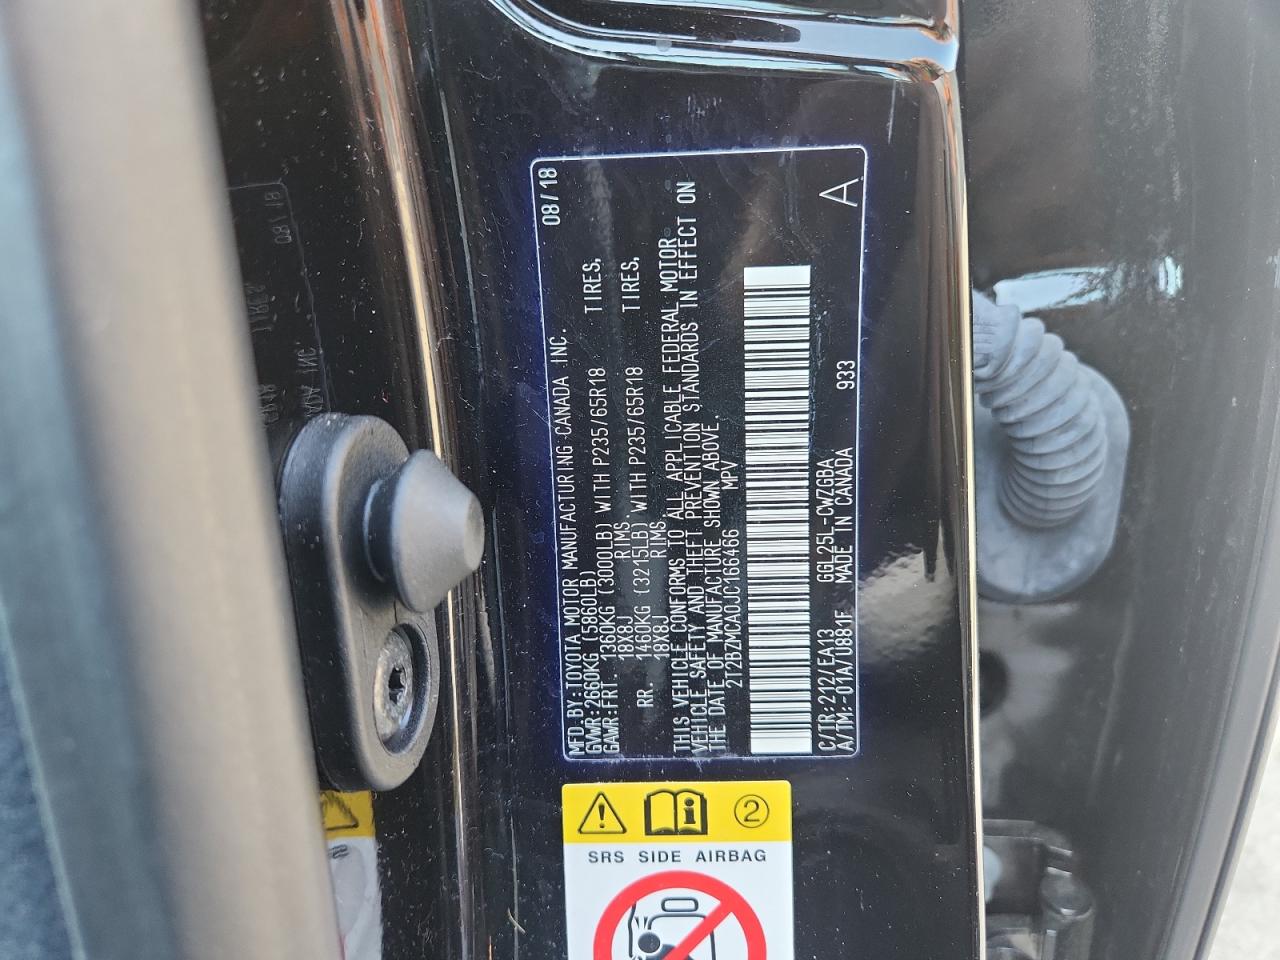 08/18
MFD.BY:TOYOTA MOTOR MANUFACTURING CANADA INC.
GVWR:2660KG(5860LB)
GAWR:FRT. 1360KG (3000LB) WITH P235/65R18 TIRES,
18X8J RIMS.
RR. 1460KG (3215LB) WITH P235/65R18 TIRES,
18X8J RIMS.
THIS VEHICLE CONFORMS TO ALL APPLICABLE FEDERAL MOTOR
VEHICLE SAFETY AND THEFT PREVENTION STANDARDS IN EFFECT ON
THE DATE OF MANUFACTURE SHOWN ABOVE.
2T2BZMCA0JC166466 MPV
C/TR:212/EA13 GGL25L-CWZGBA 933
A/TM:-01A/U881F MADE IN CANADA
A
2
SRS SIDE AIRBAG